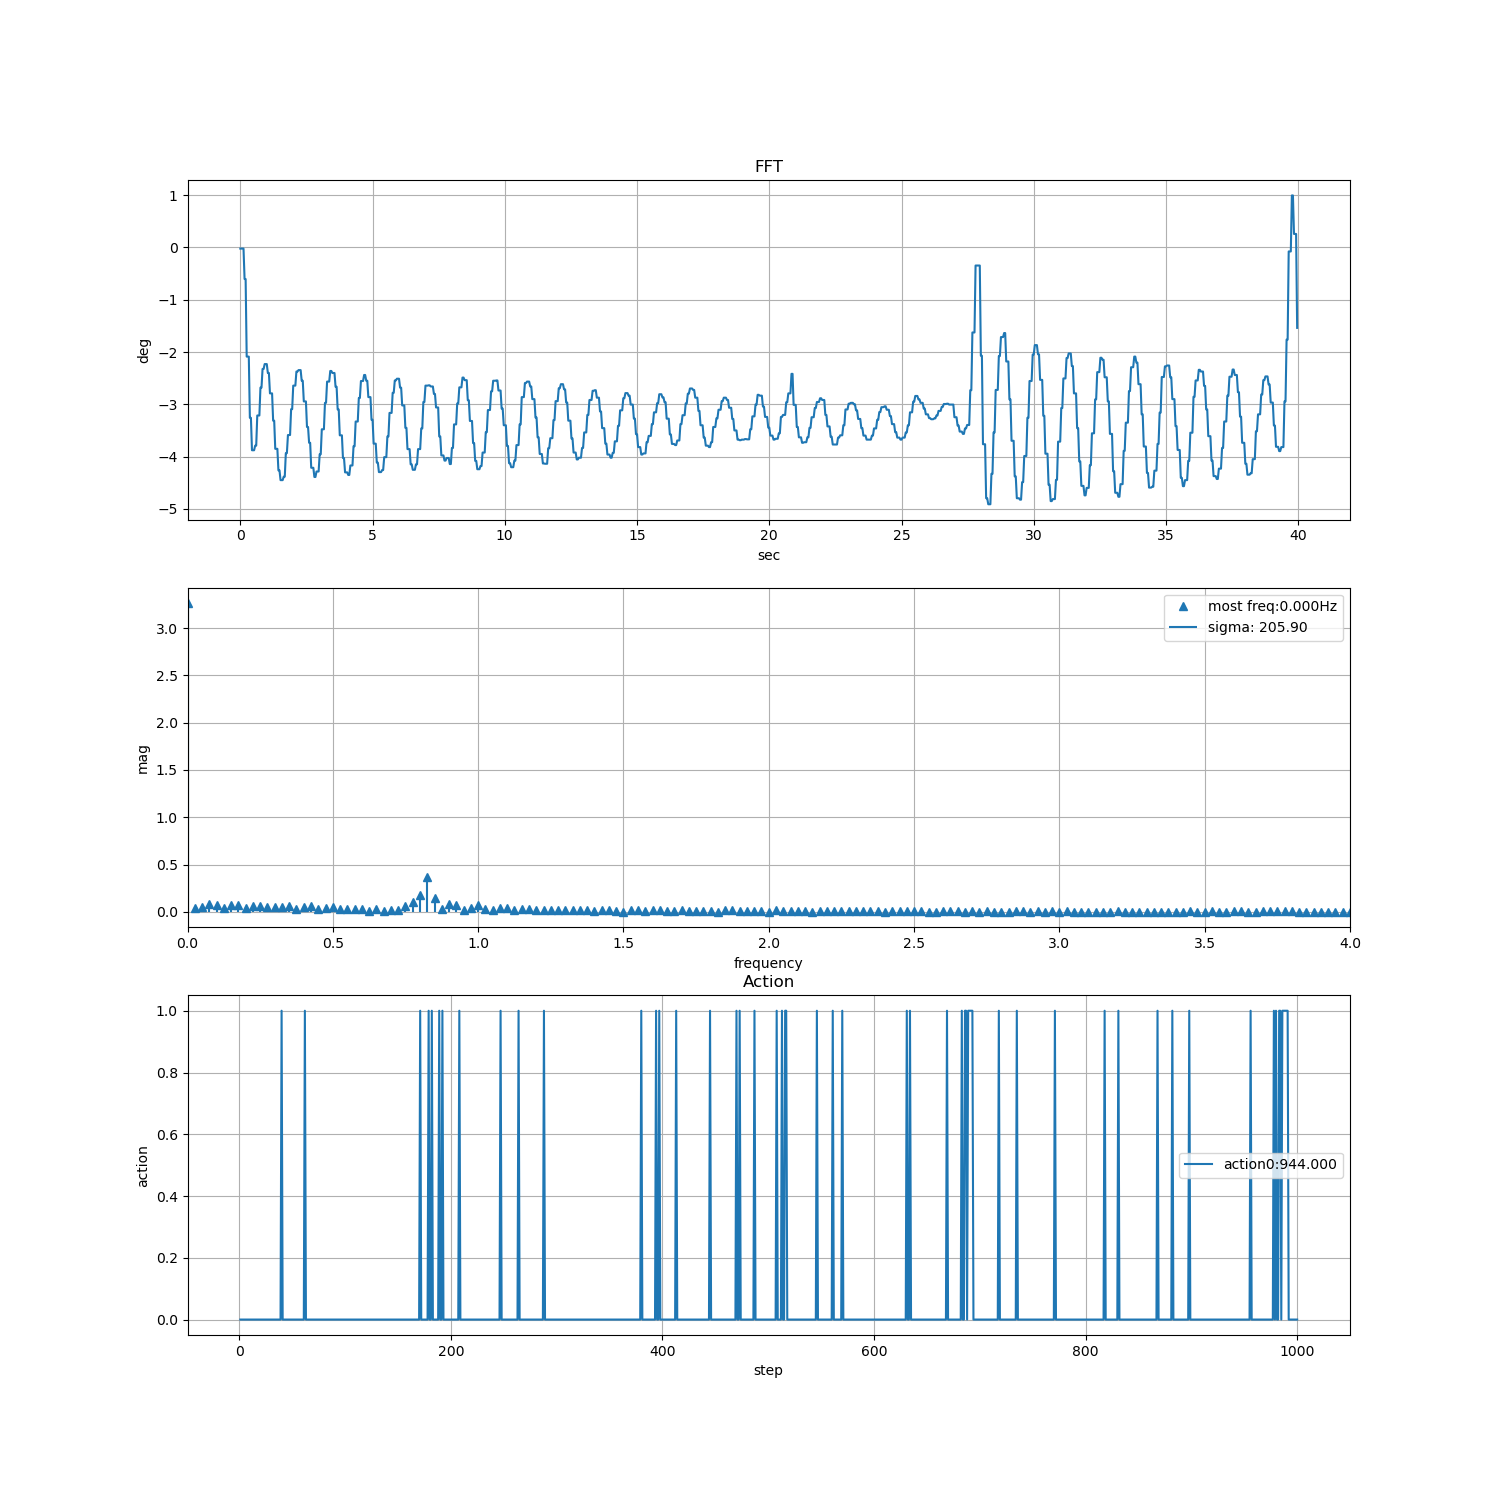 FFT
1
0
−1
−2
−3
−4
−5
deg
0 5 10 15 20 25 30 35 40
sec
3.0
2.5
2.0
1.5
1.0
0.5
0.0
mag
most freq:0.000Hz
sigma: 205.90
0.0 0.5 1.0 1.5 2.0 2.5 3.0 3.5 4.0
frequency
Action
1.0
0.8
0.6
0.4
0.2
0.0
action
action0:944.000
0 200 400 600 800 1000
step